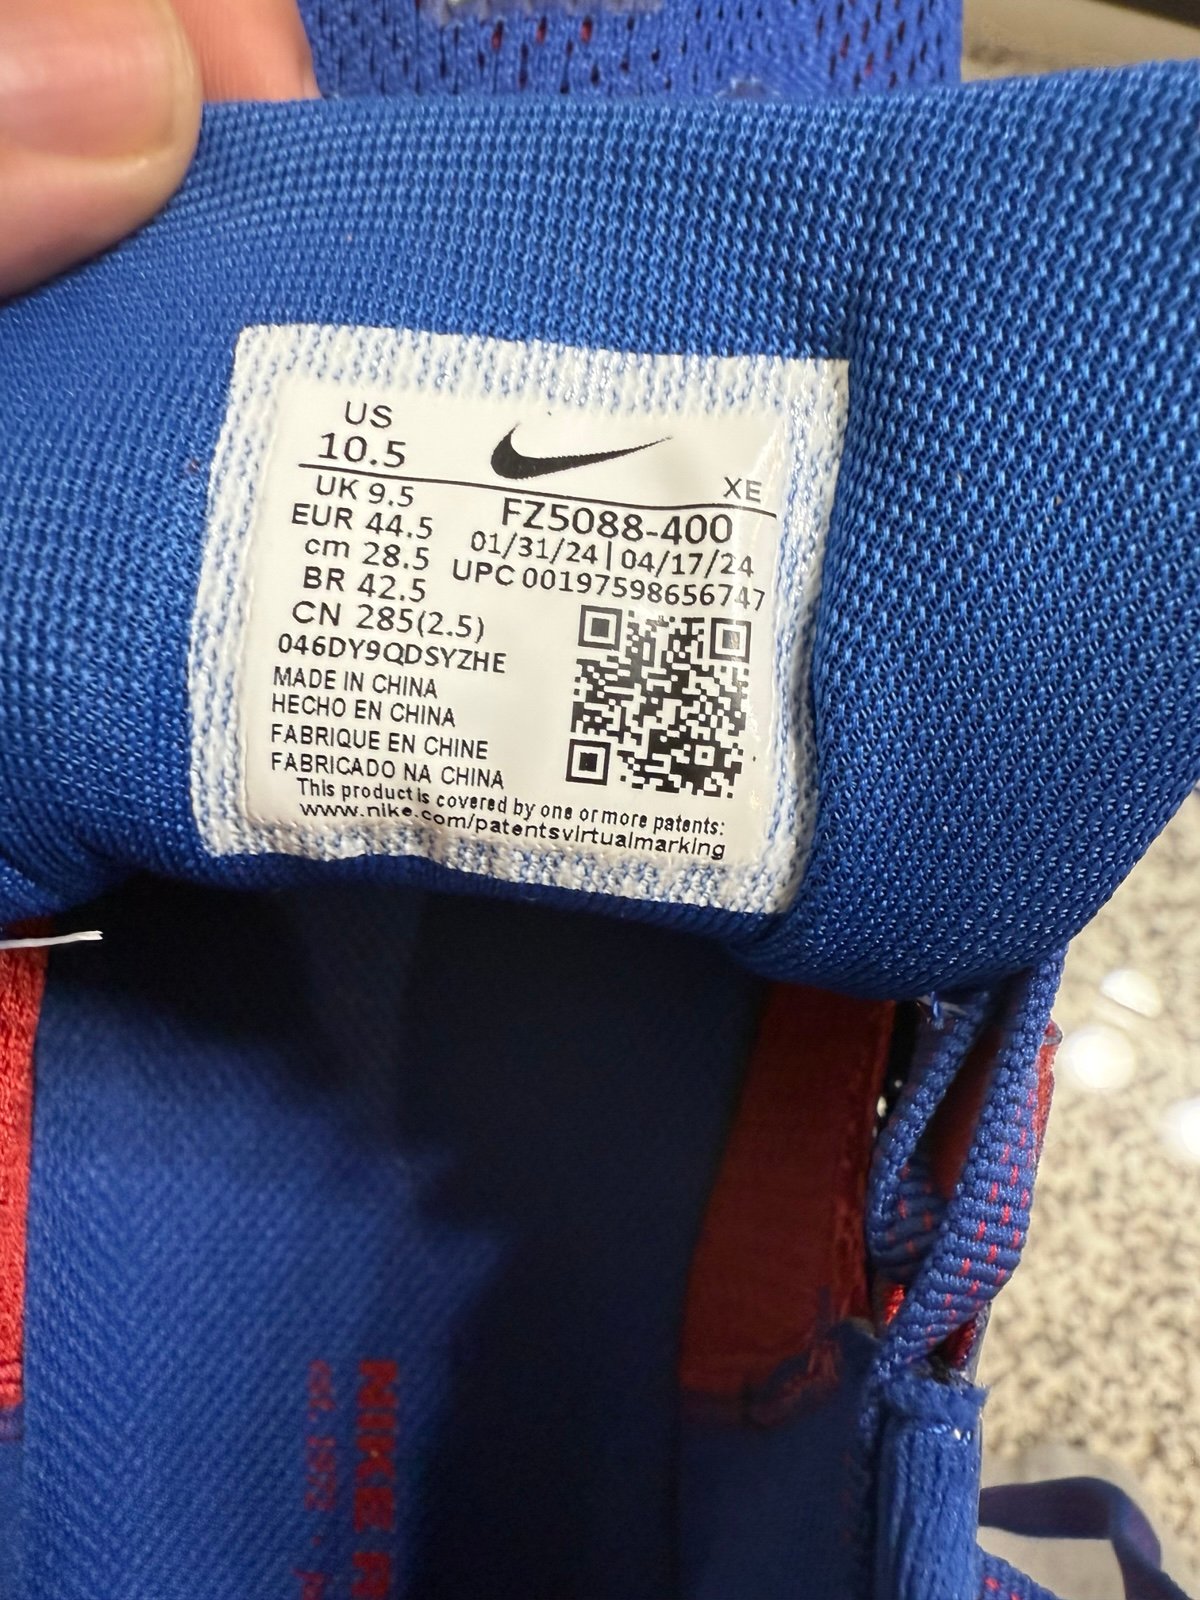 US
10.5
XE
UK 9.5
EUR 44.5
cm 28.5
BR 42.5
CN 285(2.5)
FZ5088-400
01/31/24 | 04/17/24
UPC 00197598656747
046DY9QDSYZHE
MADE IN CHINA
HECHO EN CHINA
FABRIQUE EN CHINE
FABRICADO NA CHINA
This product is covered by one or more patents:
www.nike.com/patentsvirtualmarking
NIKE
1972